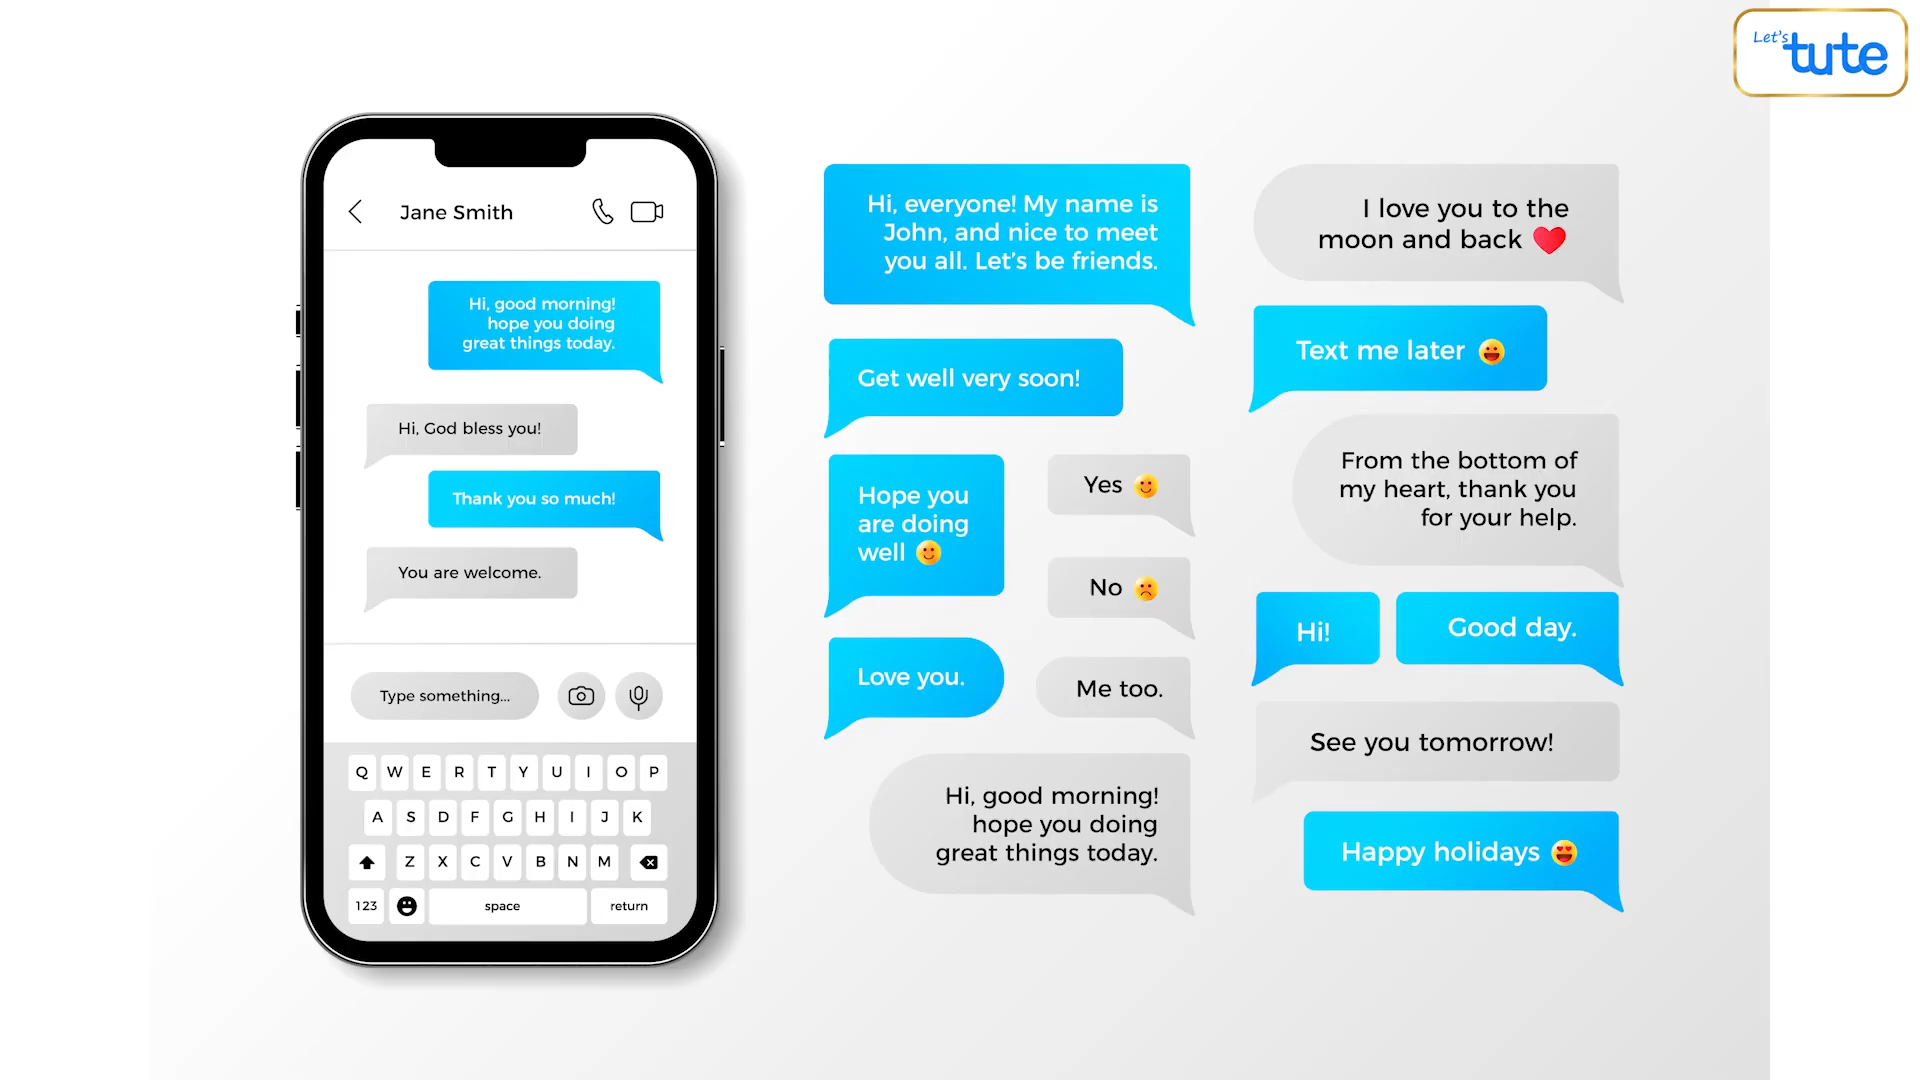 Let's tute
Jane Smith
Hi, good morning!
hope you doing
great things today.
Hi, God bless you!
Thank you so much!
You are welcome.
Type something...
Q W E R T Y U I O P
A S D F G H I J K
Z X C V B N M
123 space return
Hi, everyone! My name is
John, and nice to meet
you all. Let's be friends.
Get well very soon!
Hope you
are doing
well 🙂
Yes 🙂
No ☹️
Love you.
Me too.
Hi, good morning!
hope you doing
great things today.
I love you to the
moon and back ❤️
Text me later 😀
From the bottom of
my heart, thank you
for your help.
Hi!
Good day.
See you tomorrow!
Happy holidays 😍